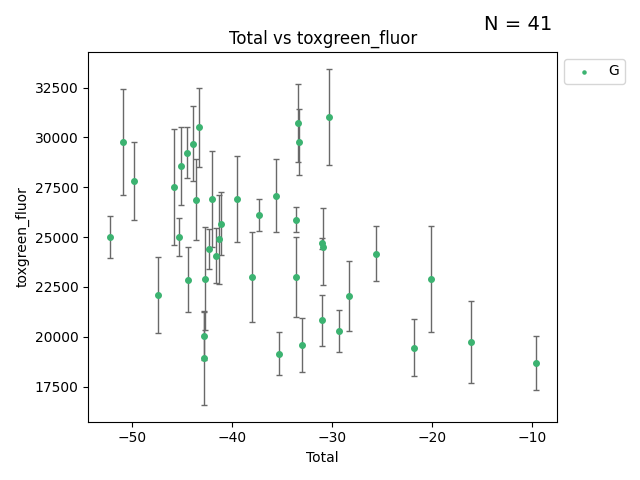 N = 41
Total vs toxgreen_fluor
G
toxgreen_fluor
32500
30000
27500
25000
22500
20000
17500
−50 −40 −30 −20 −10
Total